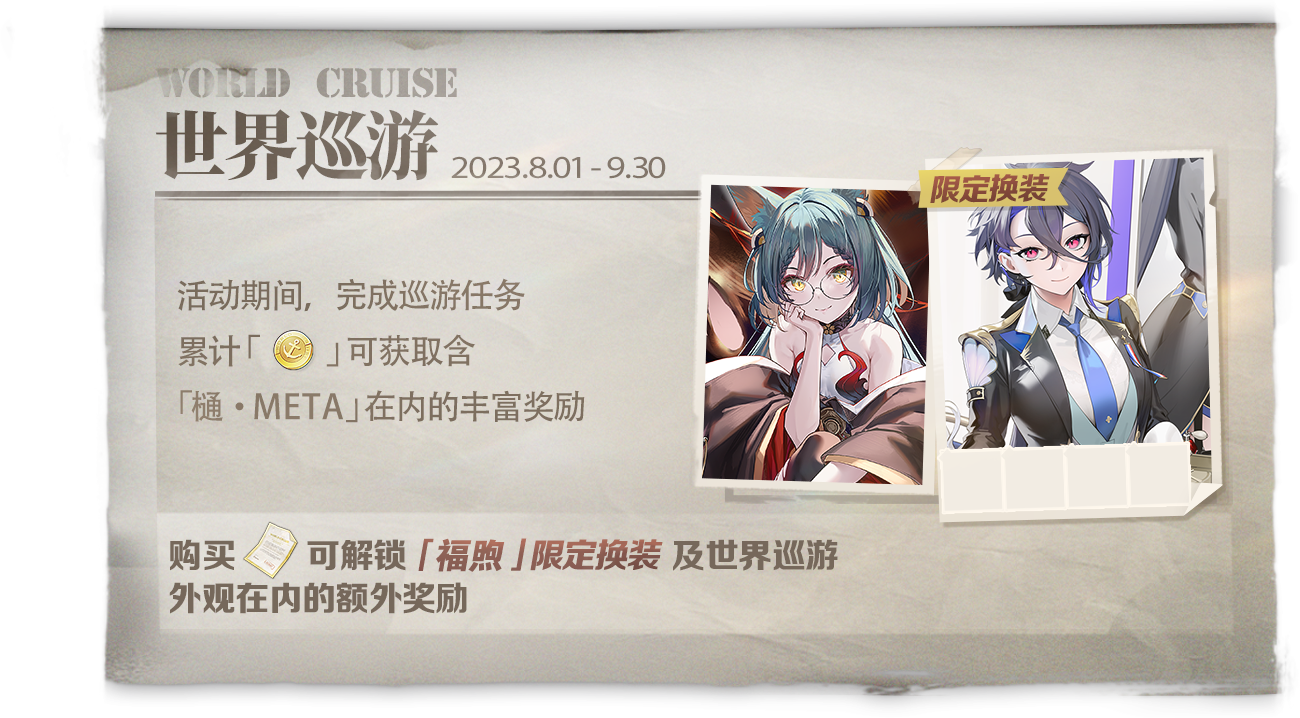 WORLD CRUISE
世界巡游 2023.8.01 - 9.30
限定换装
活动期间，完成巡游任务
累计「 」可获取含
「樋・META」在内的丰富奖励
购买 可解锁「福煦」限定换装 及世界巡游
外观在内的额外奖励